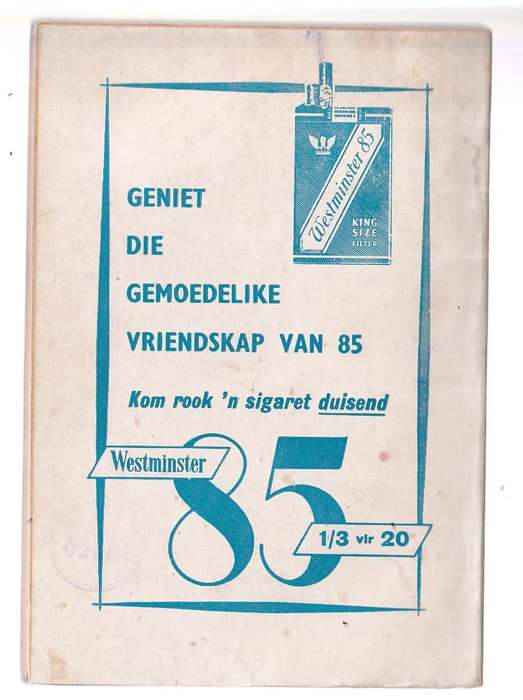 Westminster 85
KING
SIZE
FILTER
GENIET
DIE
GEMOEDELIKE
VRIENDSKAP VAN 85
Kom rook 'n sigaret duisend
Westminster
85
1/3 vir 20